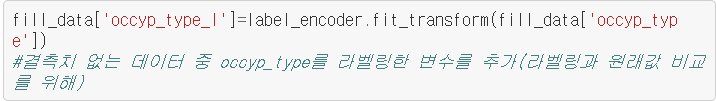 fill_data['occyp_type_l']=label_encoder.fit_transform(fill_data['occyp_typ
e'])
#결측치 없는 데이터 중 occyp_type를 라벨링한 변수를 추가(라벨링과 원래값 비교
를 위해)